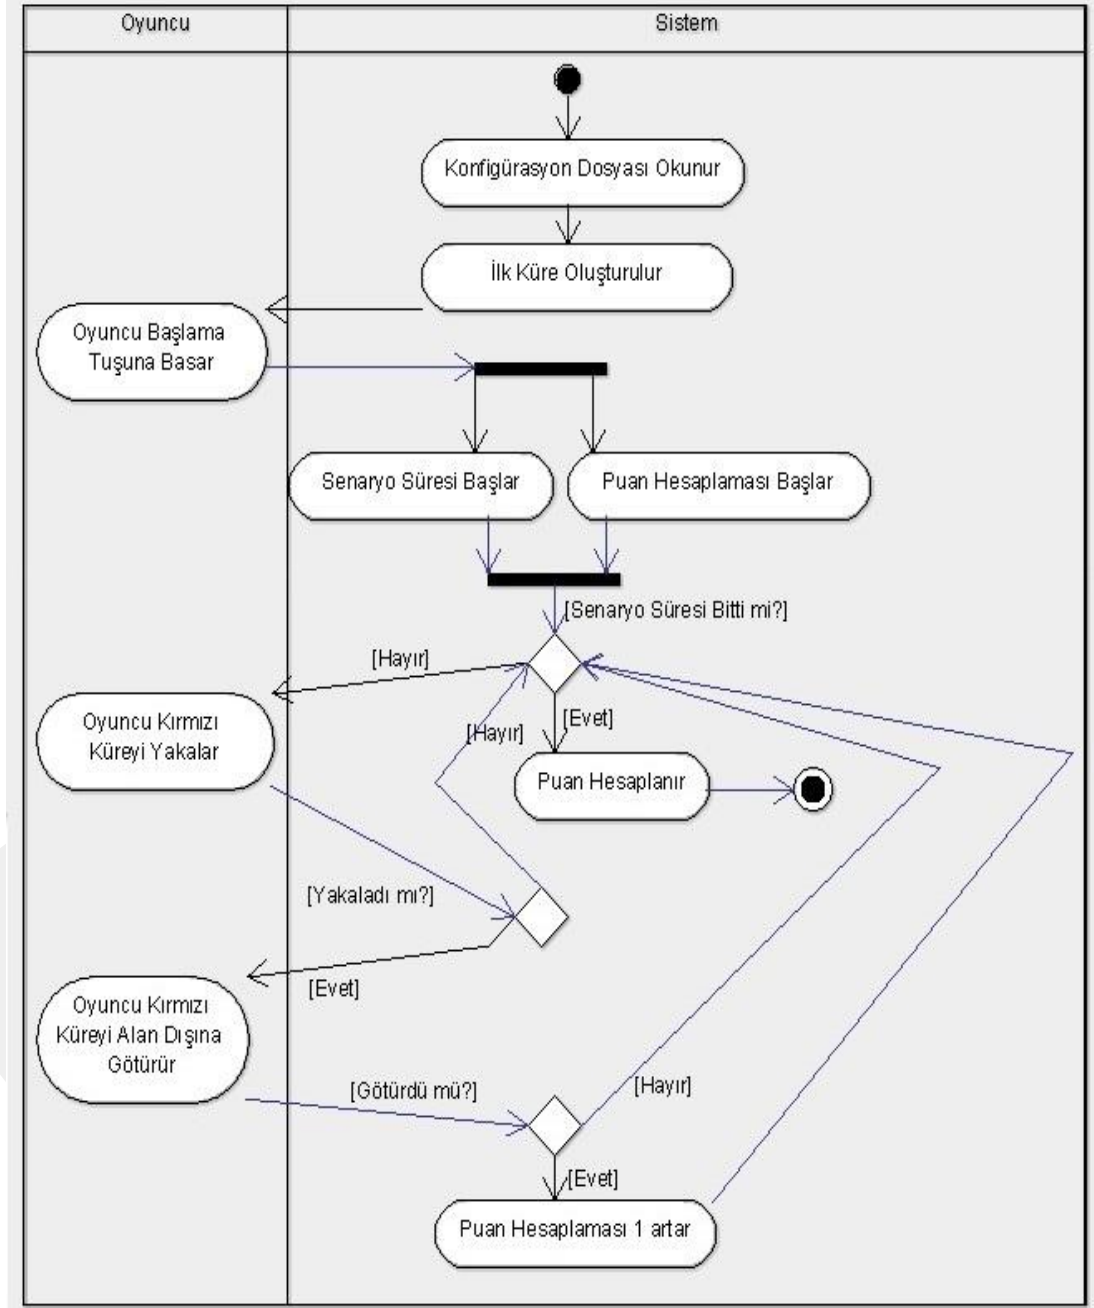 Oyuncu
Sistem
Konfigürasyon Dosyası Okunur
İlk Küre Oluşturulur
Oyuncu Başlama
Tuşuna Basar
Senaryo Süresi Başlar
Puan Hesaplaması Başlar
[Senaryo Süresi Bitti mi?]
[Hayır]
Oyuncu Kırmızı
Küreyi Yakalar
[Hayır]
[Evet]
Puan Hesaplanır
[Yakaladı mı?]
[Evet]
Oyuncu Kırmızı
Küreyi Alan Dışına
Götürür
[Götürdü mü?]
[Hayır]
[Evet]
Puan Hesaplaması 1 artar